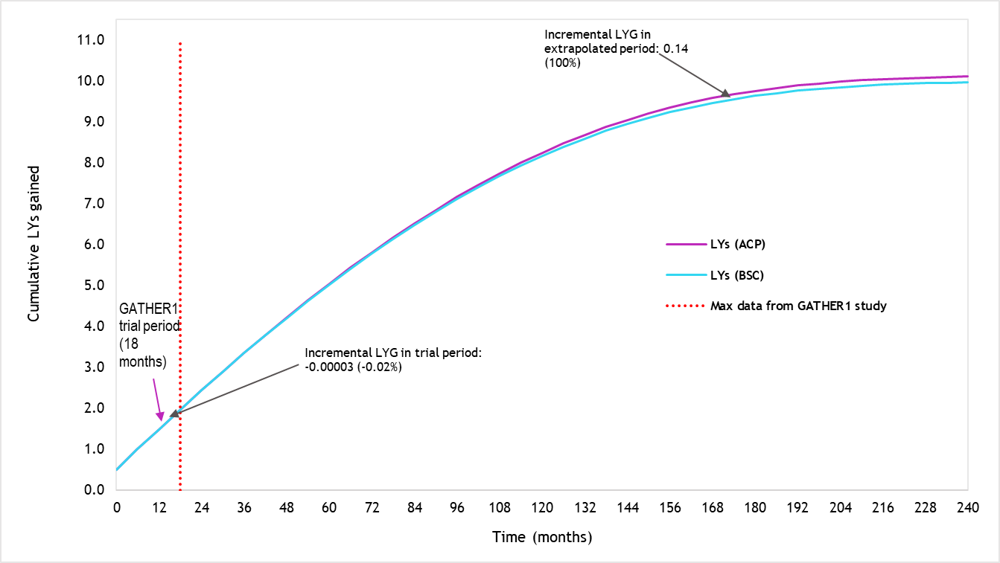 Incremental LYG in
extrapolated period: 0.14
(100%)
11.0
10.0
9.0
8.0
7.0
6.0
5.0
4.0
3.0
2.0
1.0
0.0
Cumulative LYs gained
GATHER1
trial period
(18
months)
Incremental LYG in trial period:
-0.00003 (-0.02%)
LYs (ACP)
LYs (BSC)
Max data from GATHER1 study
0 12 24 36 48 60 72 84 96 108 120 132 144 156 168 180 192 204 216 228 240
Time (months)